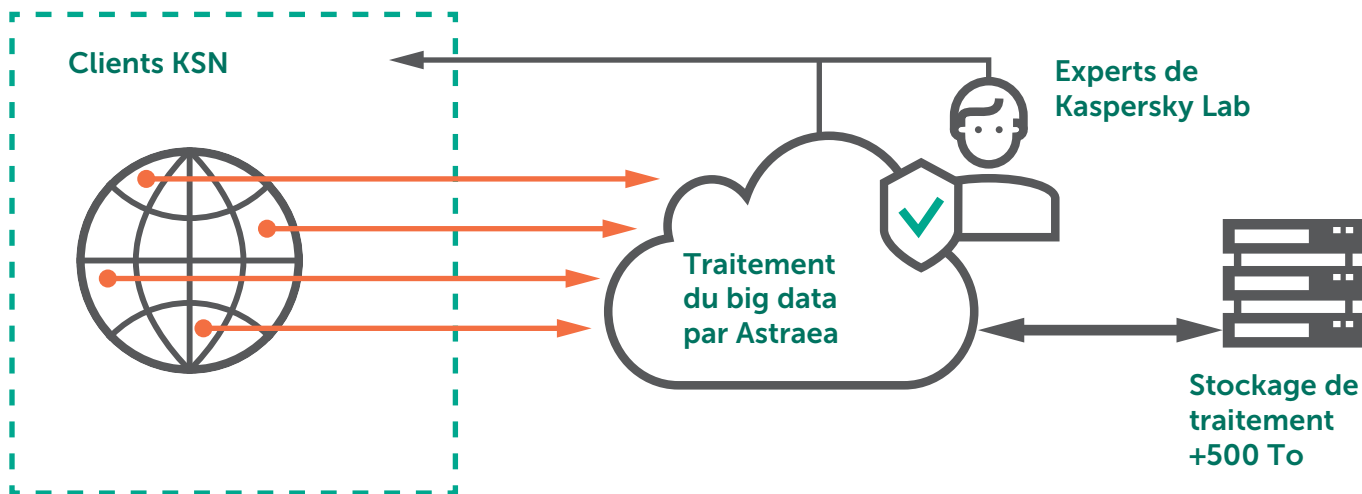 Clients KSN
Experts de
Kaspersky Lab
Traitement
du big data
par Astraea
Stockage de
traitement
+500 To